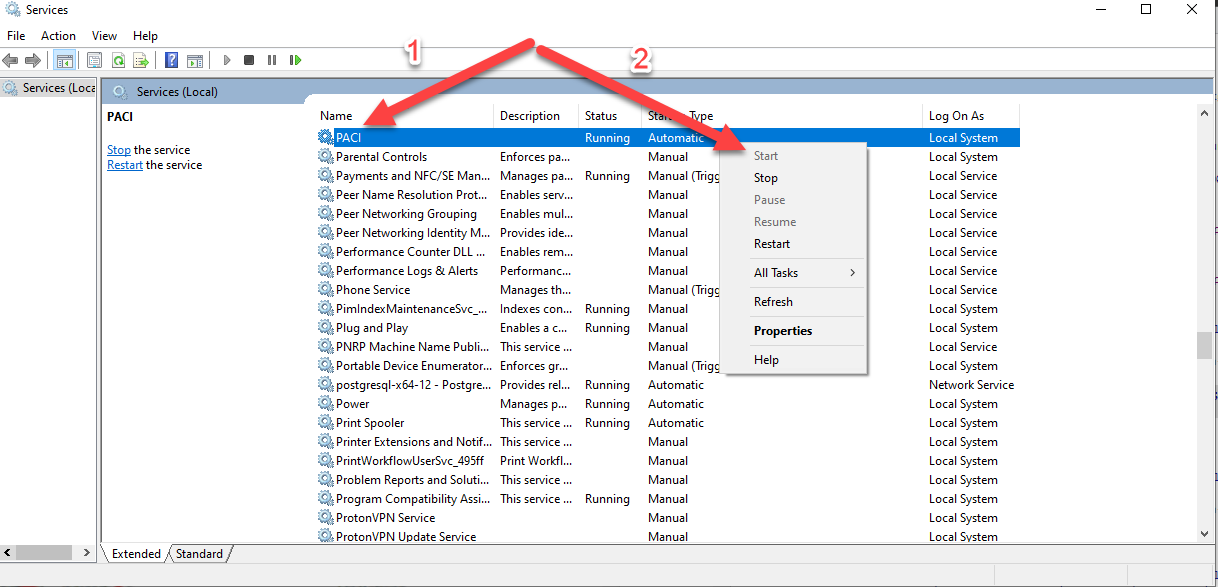 Services
File Action View Help
1
2
Services (Loca
Services (Local)
PACI
Stop the service
Restart the service
Name Description Status Type Log On As
PACI Running Automatic Local System
Parental Controls Enforces pa... Manual Local System
Payments and NFC/SE Man... Manages pa... Running Manual (Trigg Local Service
Peer Name Resolution Prot... Enables serv... Manual Local Service
Peer Networking Grouping Enables mul... Manual Local Service
Peer Networking Identity M... Provides ide... Manual Local Service
Performance Counter DLL ... Enables rem... Manual Local Service
Performance Logs & Alerts Performanc... Manual Local Service
Phone Service Manages th... Manual (Trigg Local Service
PimIndexMaintenanceSvc_... Indexes con... Running Manual Local System
Plug and Play Enables a c... Running Manual Local System
PNRP Machine Name Publi... This service ... Manual Local Service
Portable Device Enumerator... Enforces gr... Manual (Trigg Local System
postgresql-x64-12 - Postgre... Provides rel... Running Automatic Network Service
Power Manages p... Running Automatic Local System
Print Spooler This service ... Running Automatic Local System
Printer Extensions and Notif... This service ... Manual Local System
PrintWorkflowUserSvc_495ff Print Workfl... Manual Local System
Problem Reports and Soluti... This service ... Manual Local System
Program Compatibility Assi... This service ... Running Manual Local System
ProtonVPN Service Manual Local System
ProtonVPN Update Service Manual Local System
Start
Stop
Pause
Resume
Restart
All Tasks
Refresh
Properties
Help
Extended Standard